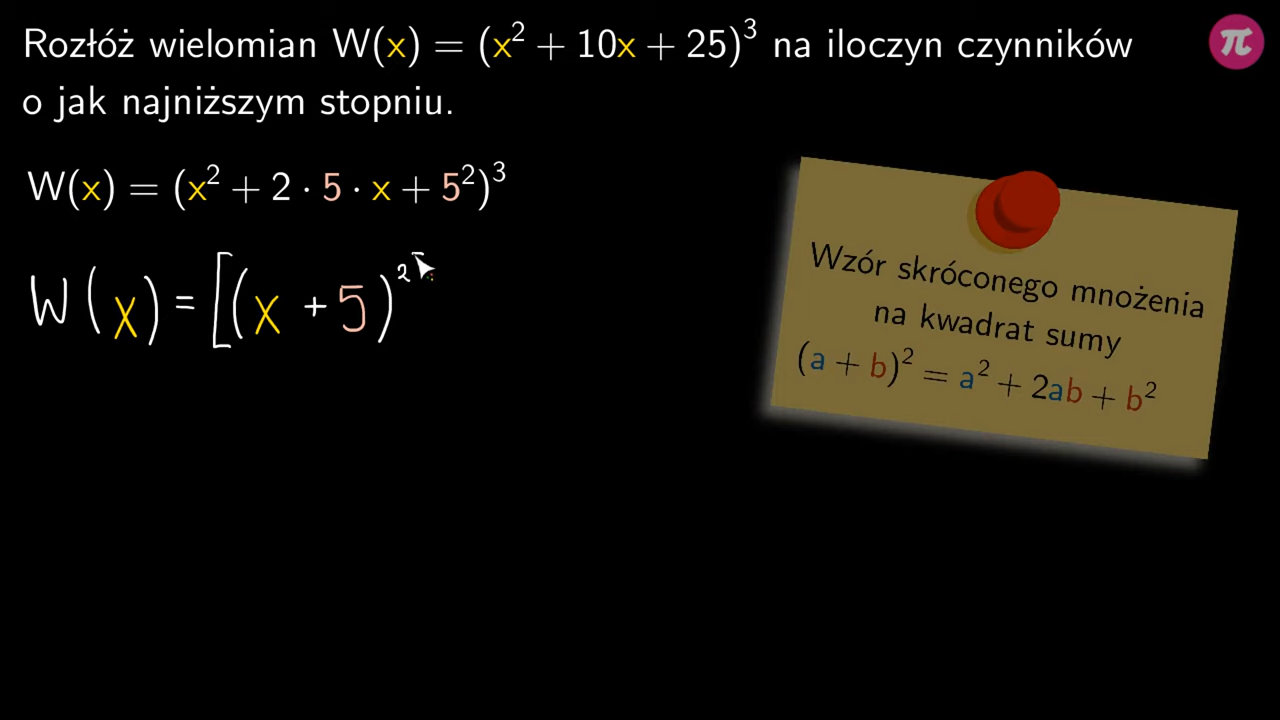 Rozłóż wielomian W(x) = (x² + 10x + 25)³ na iloczyn czynników
o jak najniższym stopniu.
W(x) = (x² + 2 · 5 · x + 5²)³
W(x) = [(x + 5)²
Wzór skróconego mnożenia
na kwadrat sumy
(a + b)² = a² + 2ab + b²
π